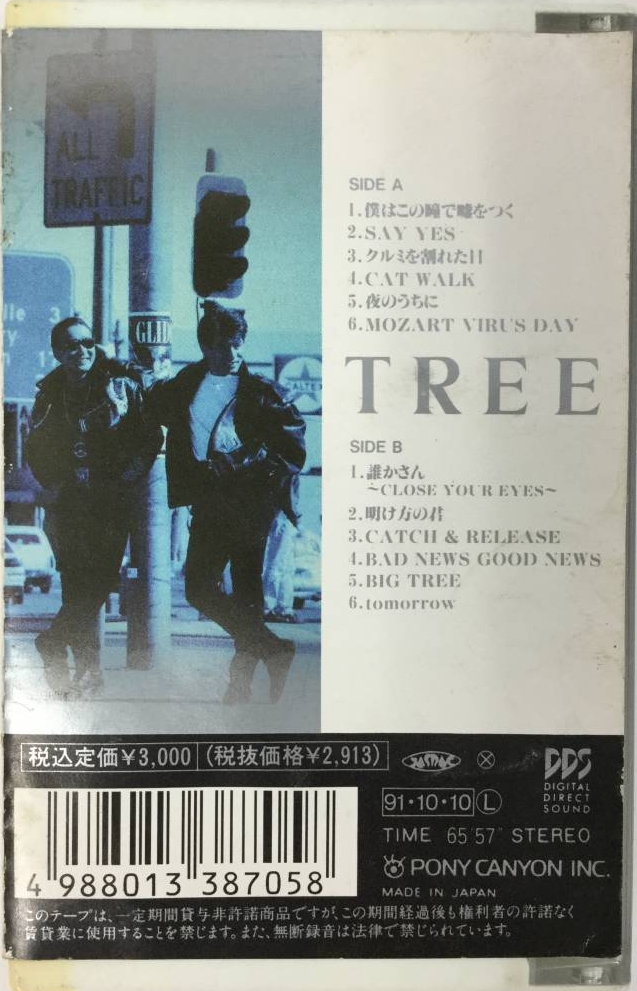 ALL
TRAFFIC
GLID
CALTEX
SIDE A
1.僕はこの瞳で嘘をつく
2.SAY YES
3.クルミを割れた日
4.CAT WALK
5.夜のうちに
6.MOZART VIRUS DAY
TREE
SIDE B
1.誰かさん
～CLOSE YOUR EYES～
2.明け方の君
3.CATCH & RELEASE
4.BAD NEWS GOOD NEWS
5.BIG TREE
6.tomorrow
税込定価¥3,000 (税抜価格¥2,913)
DDS
DIGITAL
DIRECT
SOUND
91・10・10 Ⓛ
TIME 65'57" STEREO
PONY CANYON INC.
MADE IN JAPAN
4 988013 387058
このテープは、一定期間貸与非許諾商品ですが、この期間経過後も権利者の許諾なく
賃貸業に使用することを禁じます。また、無断録音は法律で禁じられています。